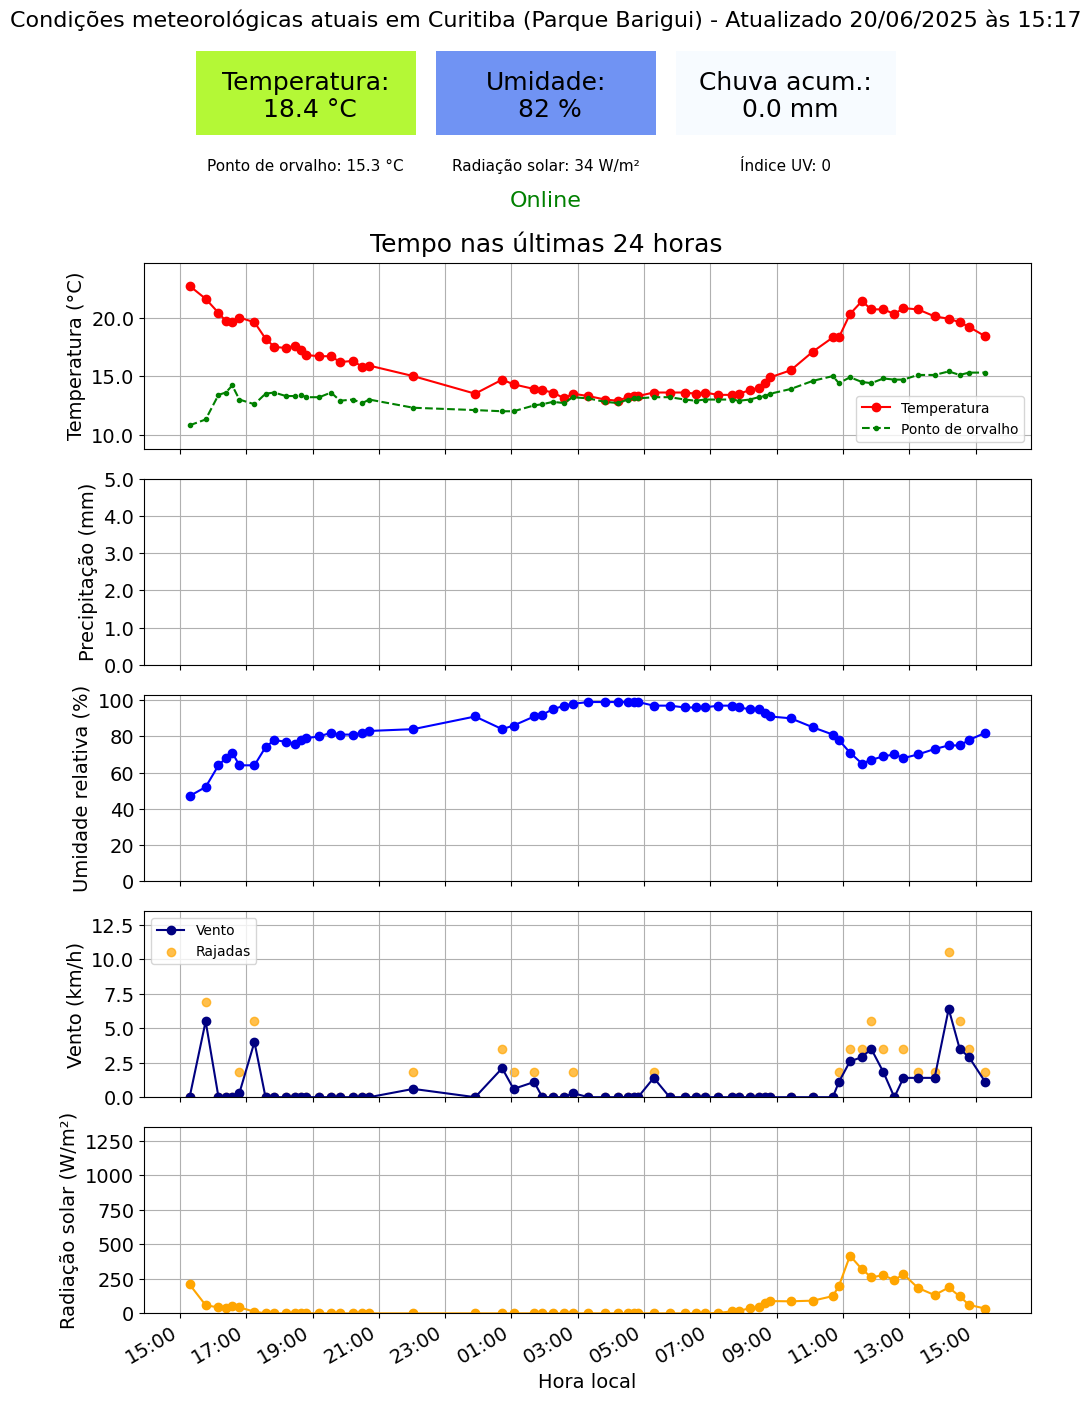 Condições meteorológicas atuais em Curitiba (Parque Barigui) - Atualizado 20/06/2025 às 15:17
Temperatura:
18.4 °C
Umidade:
82 %
Chuva acum.:
0.0 mm
Ponto de orvalho: 15.3 °C
Radiação solar: 34 W/m²
Índice UV: 0
Online
Tempo nas últimas 24 horas
Temperatura (°C)
20.0
15.0
10.0
Temperatura
Ponto de orvalho
Precipitação (mm)
5.0
4.0
3.0
2.0
1.0
0.0
Umidade relativa (%)
100
80
60
40
20
0
Vento (km/h)
12.5
10.0
7.5
5.0
2.5
0.0
Vento
Rajadas
Radiação solar (W/m²)
1250
1000
750
500
250
0
15:00
17:00
19:00
21:00
23:00
01:00
03:00
05:00
07:00
09:00
11:00
13:00
15:00
Hora local